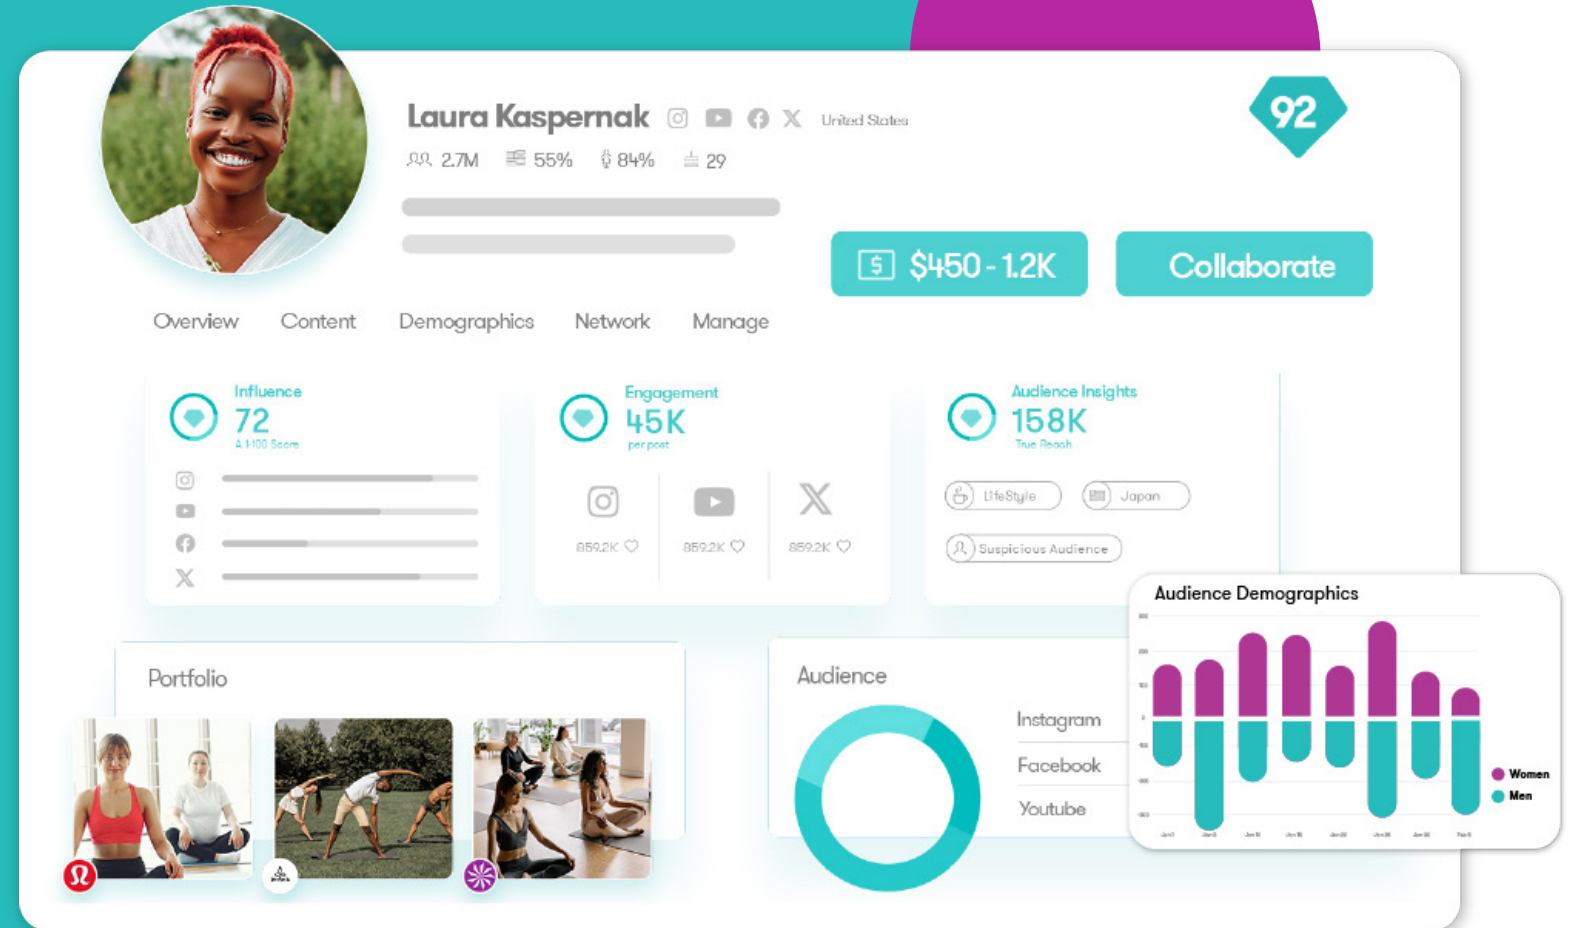 Laura Kaspernak
United States
92
2.7M 55% 84% 29
$450 - 1.2K
Collaborate
Overview Content Demographics Network Manage
Influence
72
A 1-100 Score
Engagement
45K
per post
859.2K 859.2K 859.2K
Audience Insights
158K
True Reach
LifeStyle Japan
Suspicious Audience
Portfolio
Audience
Instagram
Facebook
Youtube
Audience Demographics
Women
Men